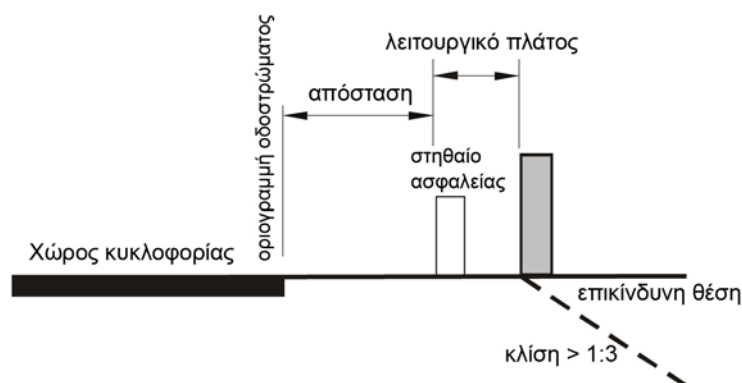 λειτουργικό πλάτος
οριογραμμή οδοστρώματος
απόσταση
στηθαίο
ασφαλείας
Χώρος κυκλοφορίας
επικίνδυνη θέση
κλίση > 1:3